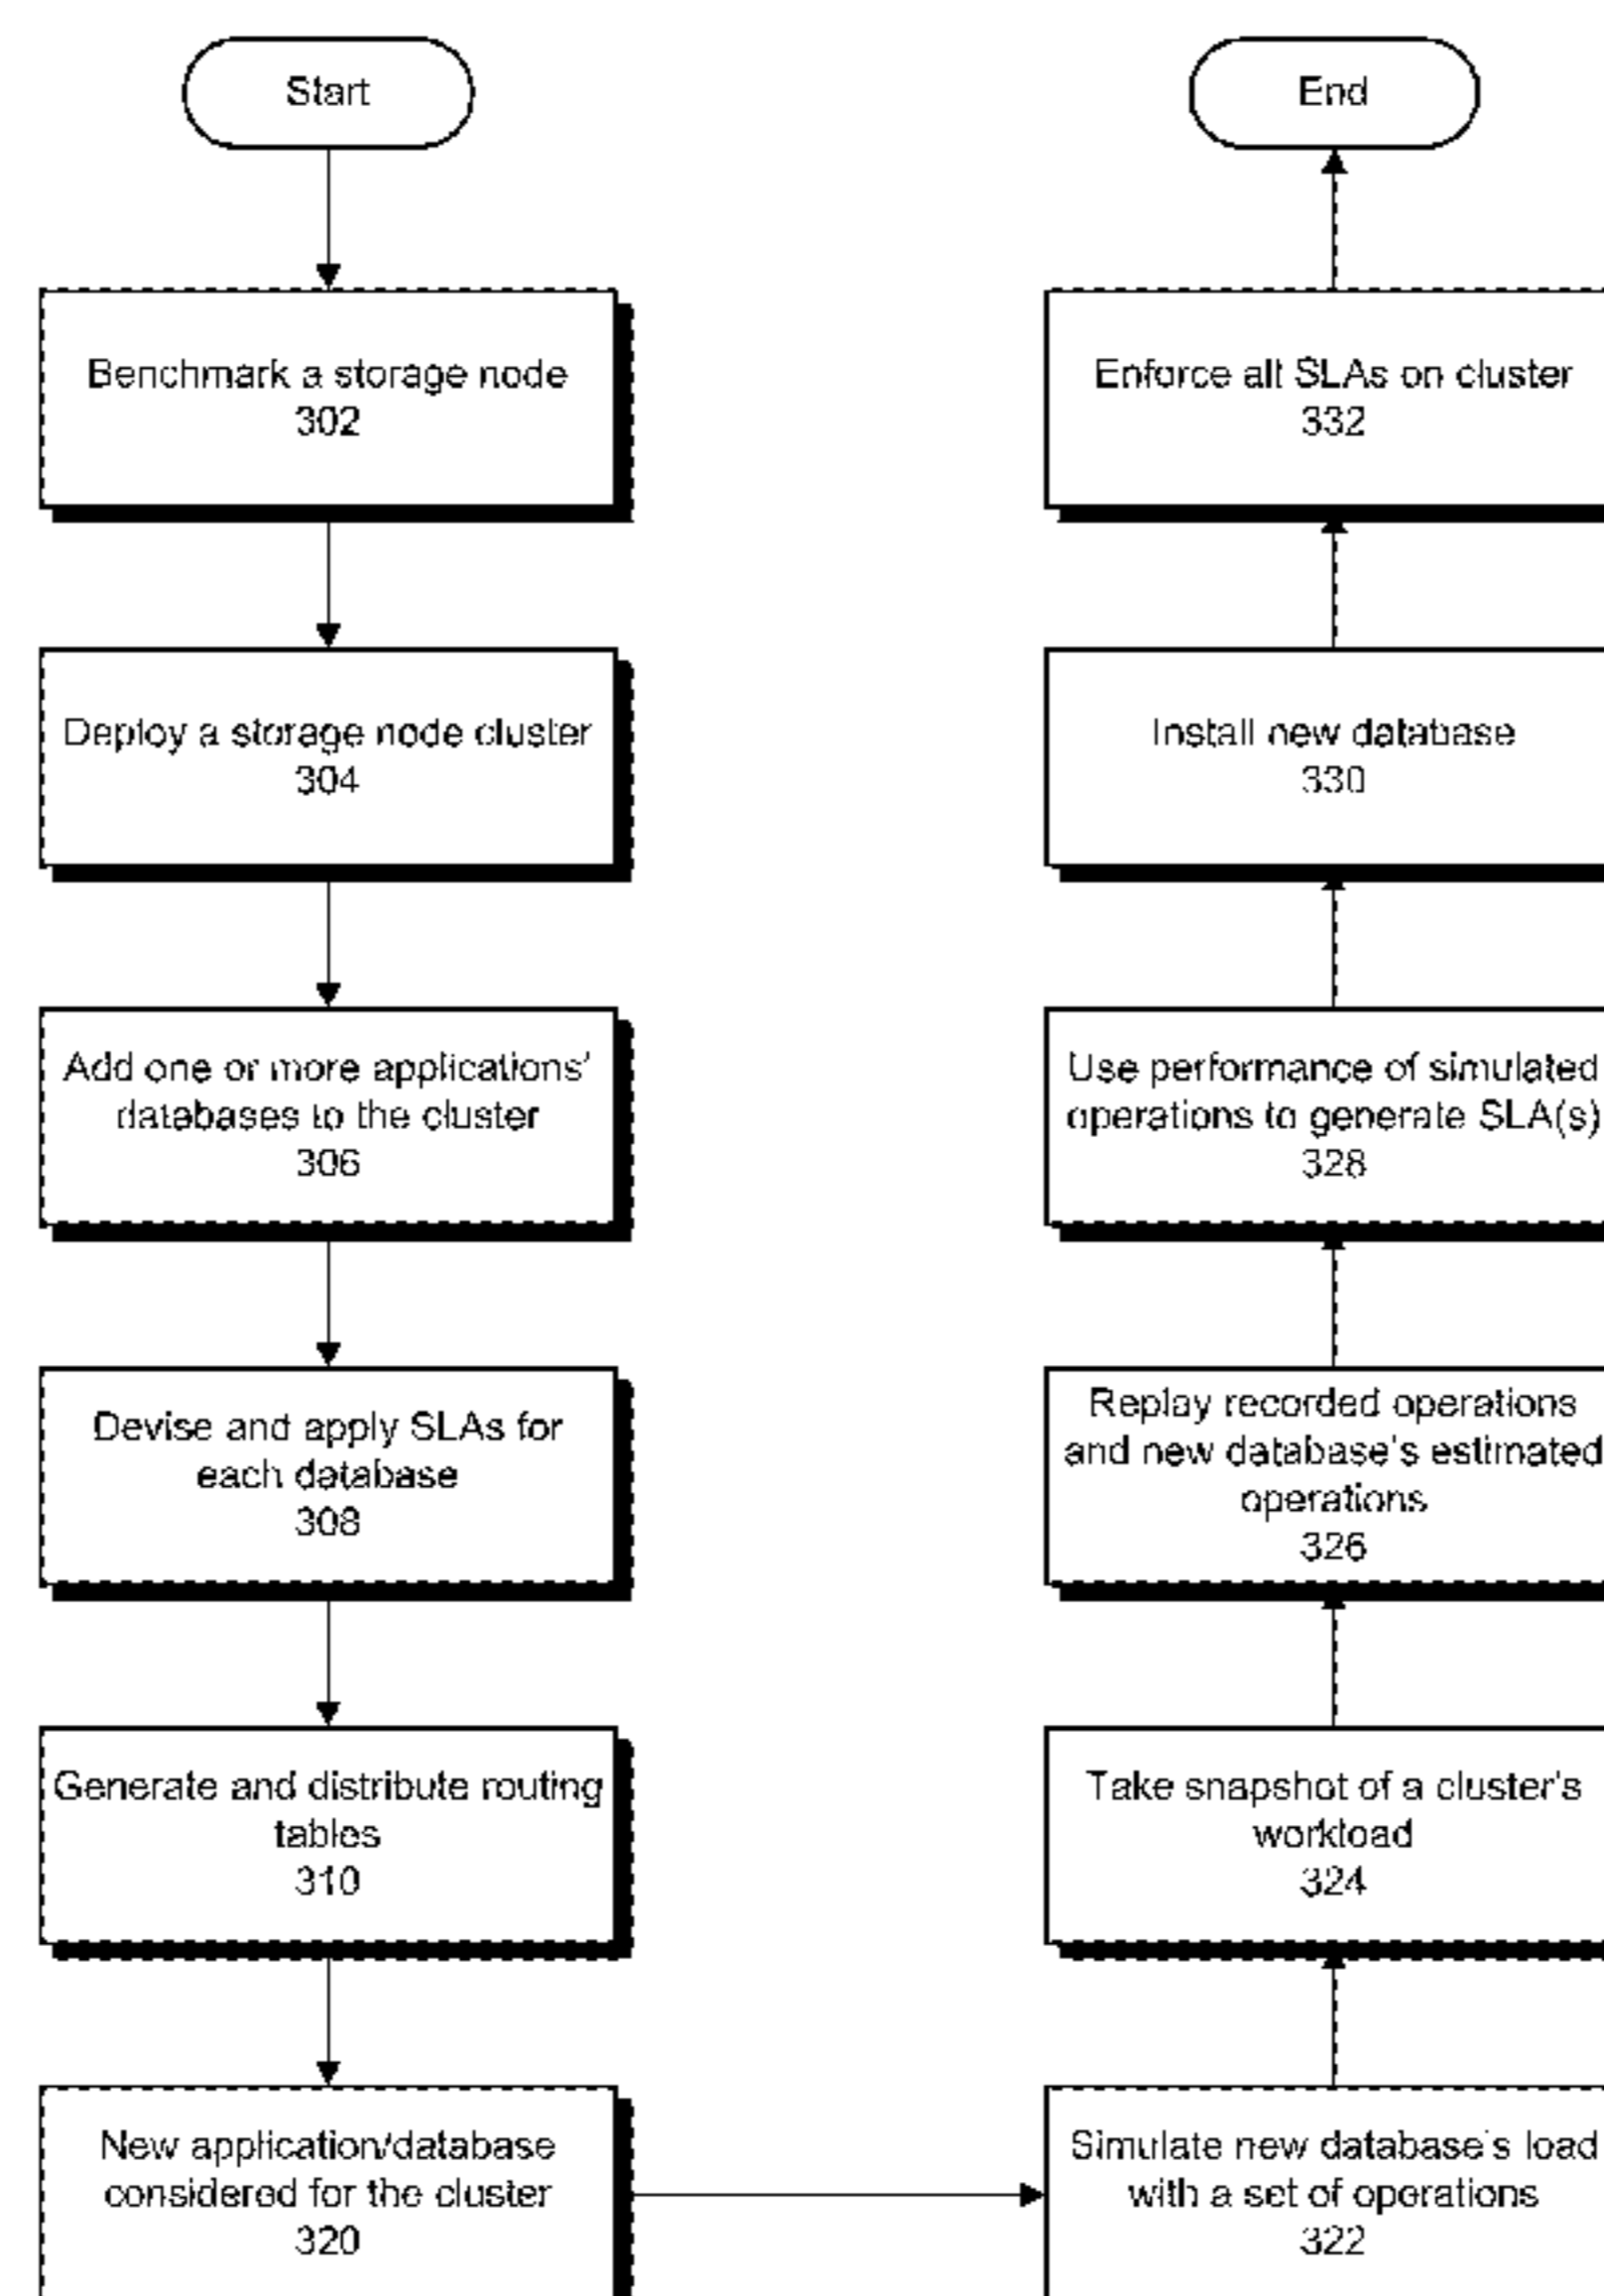 Start
Benchmark a storage node
302
Deploy a storage node cluster
304
Add one or more applications'
databases to the cluster
306
Devise and apply SLAs for
each database
308
Generate and distribute routing
tables
310
New application/database
considered for the cluster
320
Simulate new database's load
with a set of operations
322
Take snapshot of a cluster's
workload
324
Replay recorded operations
and new database's estimated
operations
326
Use performance of simulated
operations to generate SLA(s)
328
Install new database
330
Enforce all SLAs on cluster
332
End